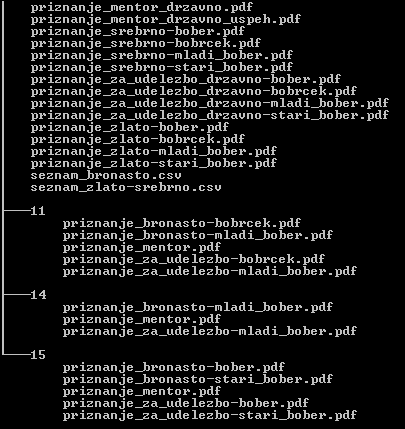 priznanje_mentor_drzavno.pdf
priznanje_mentor_drzavno_uspeh.pdf
priznanje_srebrno-bober.pdf
priznanje_srebrno-bobrcek.pdf
priznanje_srebrno-mladi_bober.pdf
priznanje_srebrno-stari_bober.pdf
priznanje_za_udelezbo_drzavno-bober.pdf
priznanje_za_udelezbo_drzavno-bobrcek.pdf
priznanje_za_udelezbo_drzavno-mladi_bober.pdf
priznanje_za_udelezbo_drzavno-stari_bober.pdf
priznanje_zlato-bober.pdf
priznanje_zlato-bobrcek.pdf
priznanje_zlato-mladi_bober.pdf
priznanje_zlato-stari_bober.pdf
seznam_bronasto.csv
seznam_zlato-srebrno.csv
11
priznanje_bronasto-bobrcek.pdf
priznanje_bronasto-mladi_bober.pdf
priznanje_mentor.pdf
priznanje_za_udelezbo-bobrcek.pdf
priznanje_za_udelezbo-mladi_bober.pdf
14
priznanje_bronasto-mladi_bober.pdf
priznanje_mentor.pdf
priznanje_za_udelezbo-mladi_bober.pdf
15
priznanje_bronasto-bober.pdf
priznanje_bronasto-stari_bober.pdf
priznanje_mentor.pdf
priznanje_za_udelezbo-bober.pdf
priznanje_za_udelezbo-stari_bober.pdf